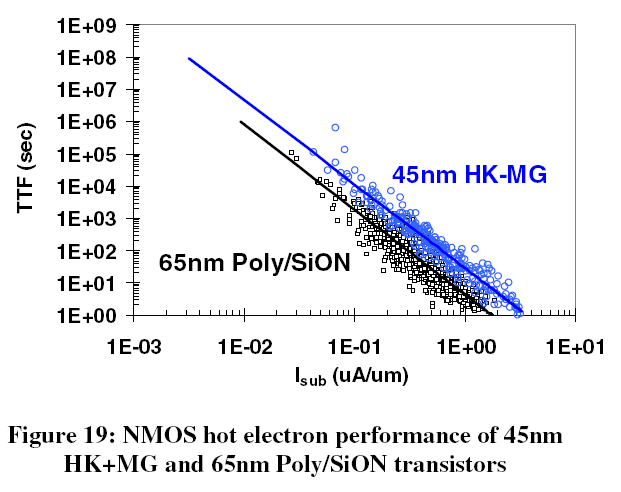 1E+09
1E+08
1E+07
1E+06
1E+05
1E+04
1E+03
1E+02
1E+01
1E+00
TTF (sec)
45nm HK-MG
65nm Poly/SiON
1E-03 1E-02 1E-01 1E+00 1E+01
Isub (uA/um)
Figure 19: NMOS hot electron performance of 45nm
HK+MG and 65nm Poly/SiON transistors